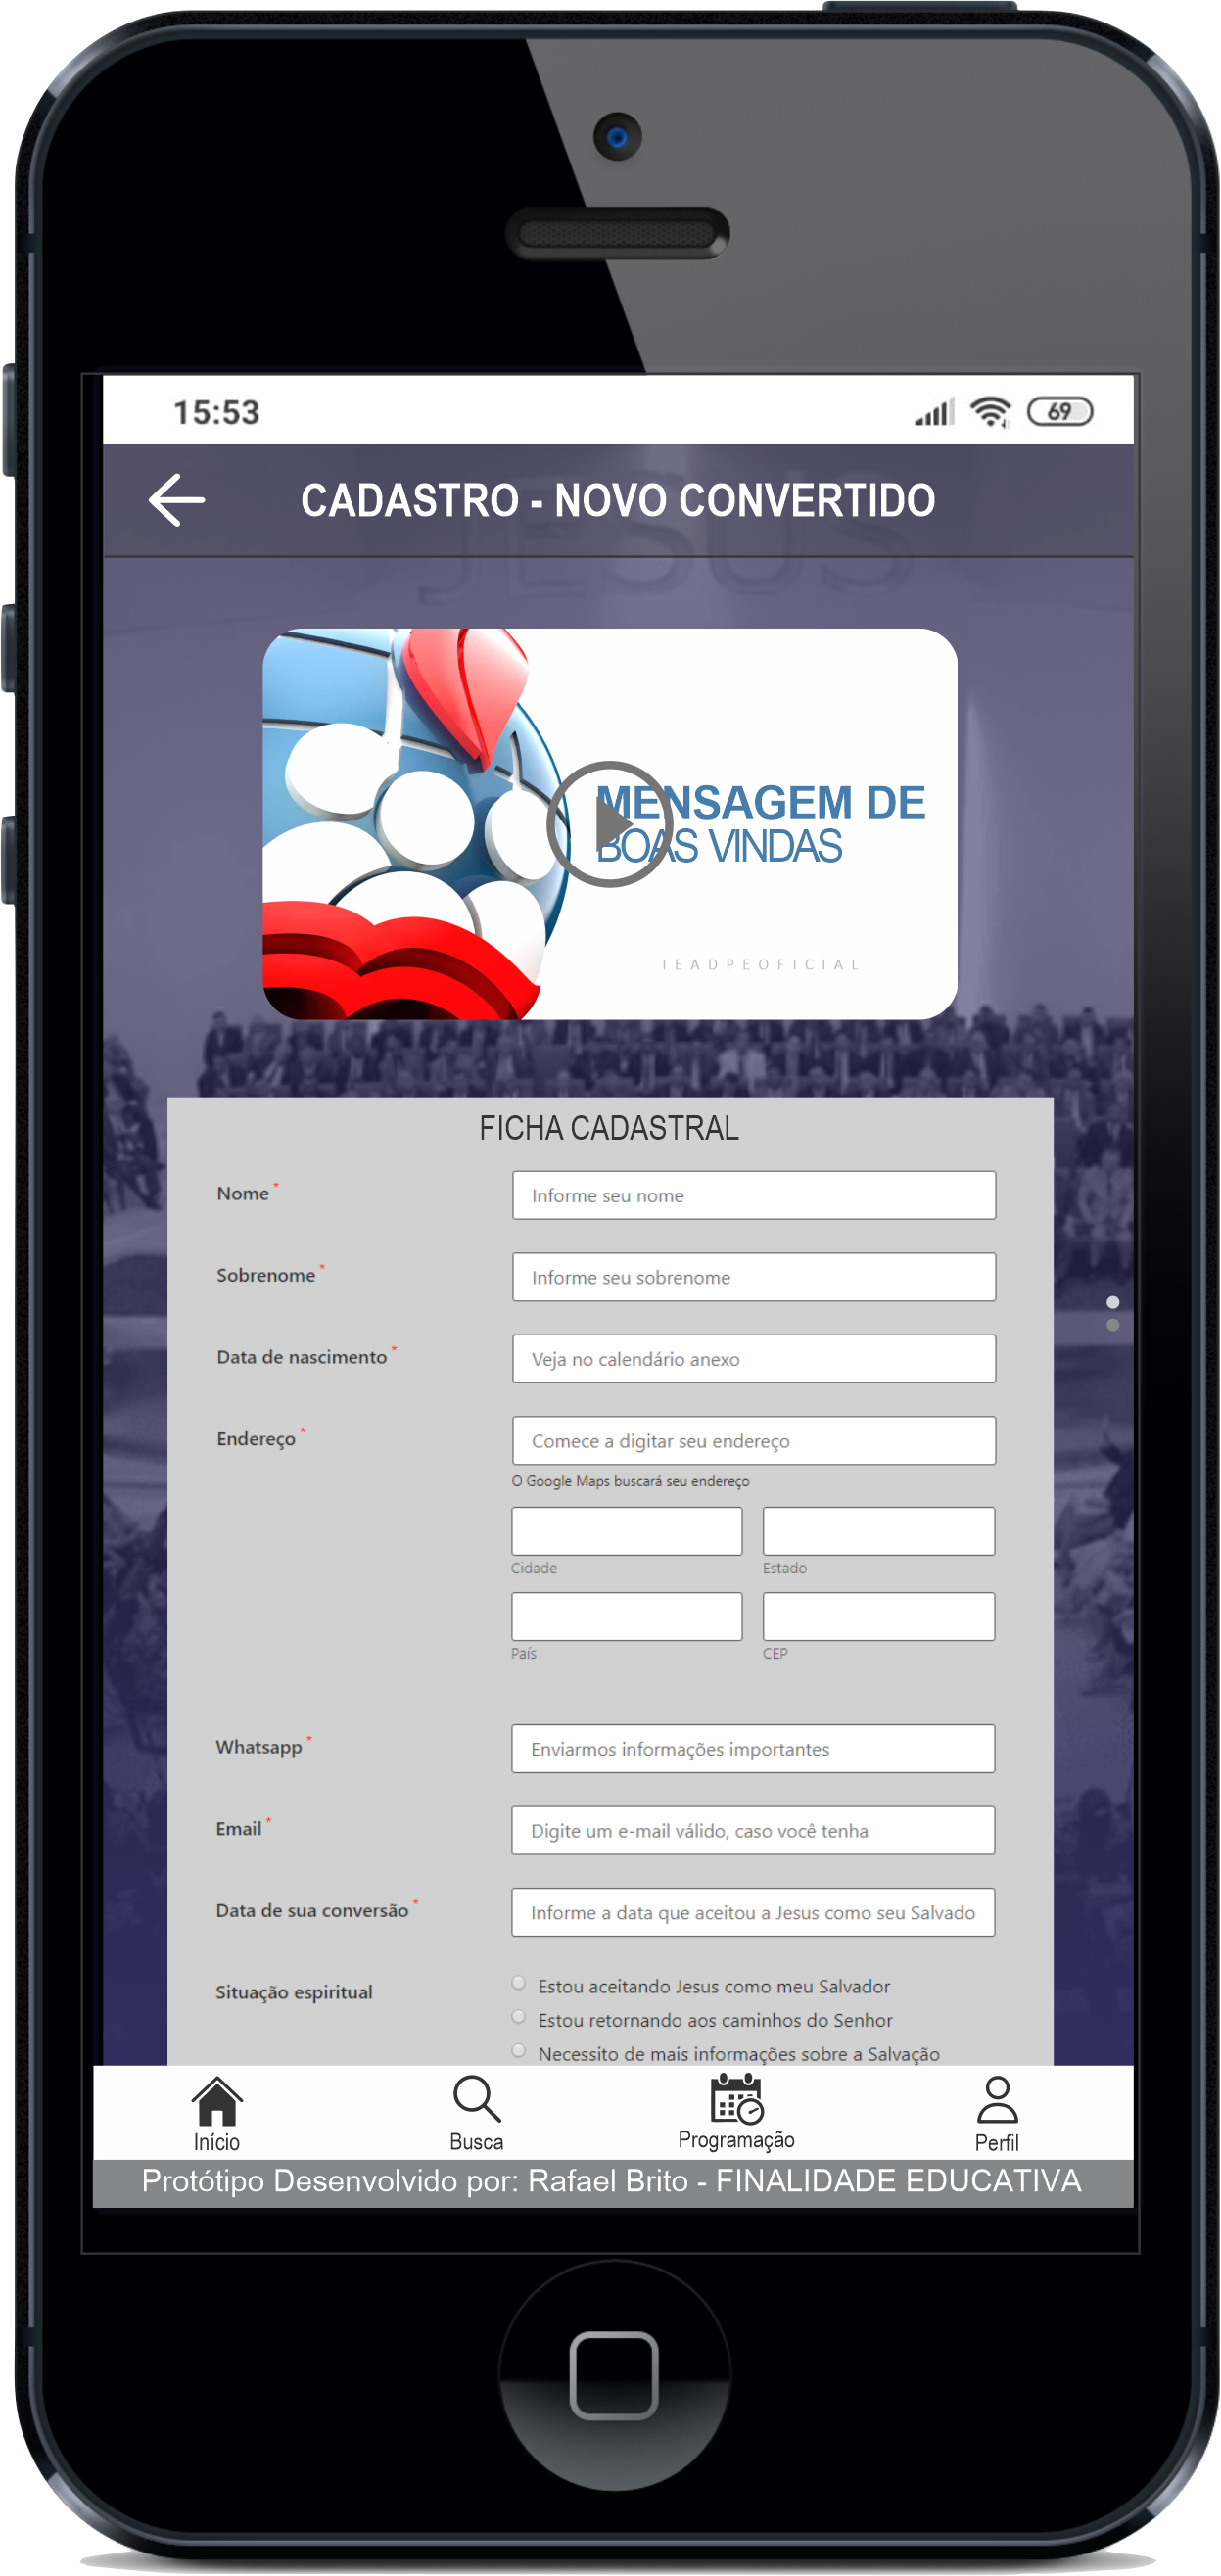 15:53
69
JESUS
CADASTRO - NOVO CONVERTIDO
MENSAGEM DE
BOAS VINDAS
IEADPEOFICIAL
FICHA CADASTRAL
Nome * Informe seu nome
Sobrenome * Informe seu sobrenome
Data de nascimento * Veja no calendário anexo
Endereço * Comece a digitar seu endereço
O Google Maps buscará seu endereço
Cidade Estado
País CEP
Whatsapp * Enviarmos informações importantes
Email * Digite um e-mail válido, caso você tenha
Data de sua conversão * Informe a data que aceitou a Jesus como seu Salvado
Situação espiritual Estou aceitando Jesus como meu Salvador
Estou retornando aos caminhos do Senhor
Necessito de mais informações sobre a Salvação
Início Busca Programação Perfil
Protótipo Desenvolvido por: Rafael Brito - FINALIDADE EDUCATIVA